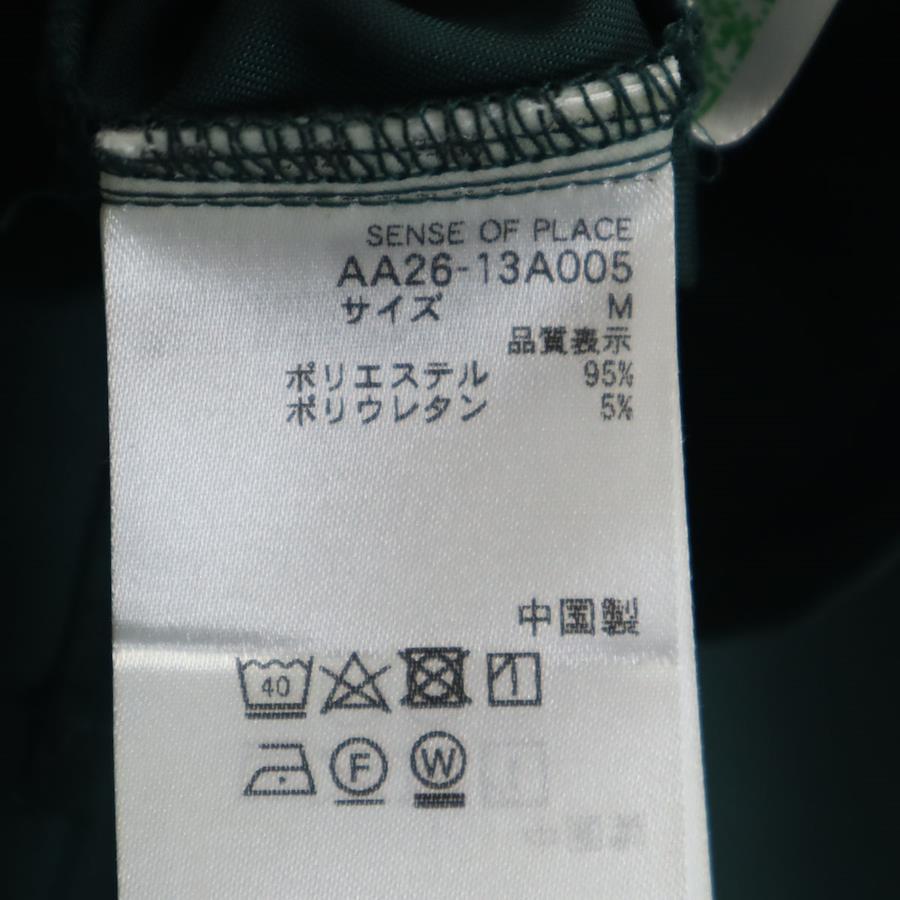 SENSE OF PLACE
AA26-13A005
サイズ M
品質表示
ポリエステル 95%
ポリウレタン 5%
中国製
40
F W